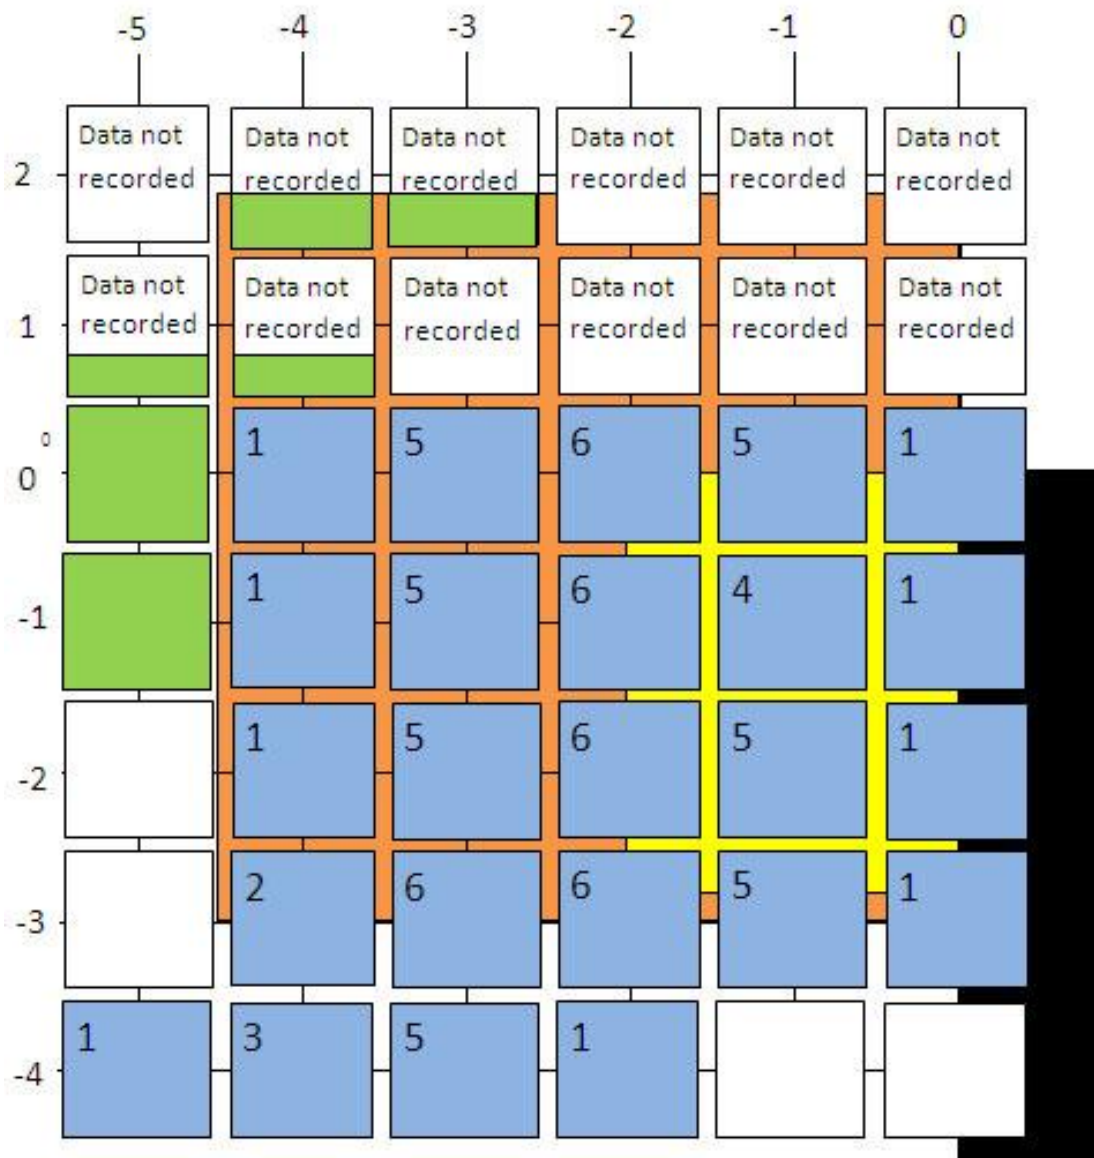 -5 -4 -3 -2 -1 0
Data not Data not Data not Data not Data not Data not
2 recorded recorded recorded recorded recorded recorded
Data not Data not Data not Data not Data not Data not
1 recorded recorded recorded recorded recorded recorded
0 1 5 6 5 1
0
1 5 6 4 1
-1
1 5 6 5 1
-2
2 6 6 5 1
-3
1 3 5 1
-4